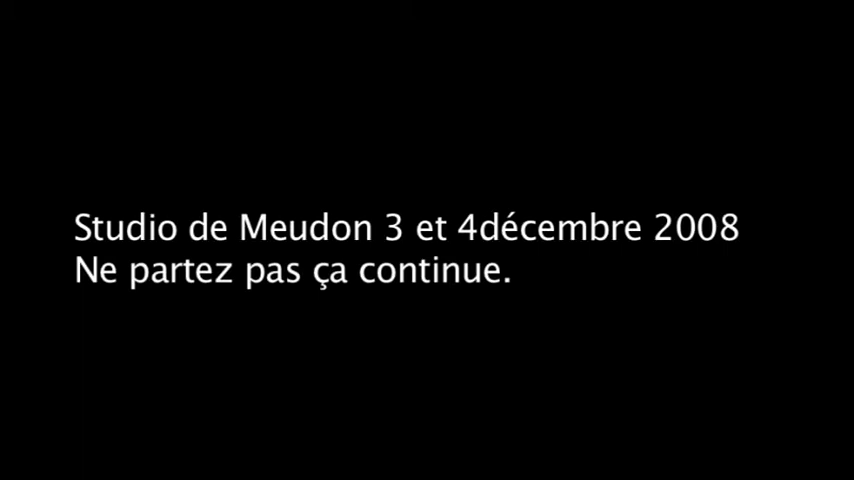 Studio de Meudon 3 et 4décembre 2008
Ne partez pas ça continue.